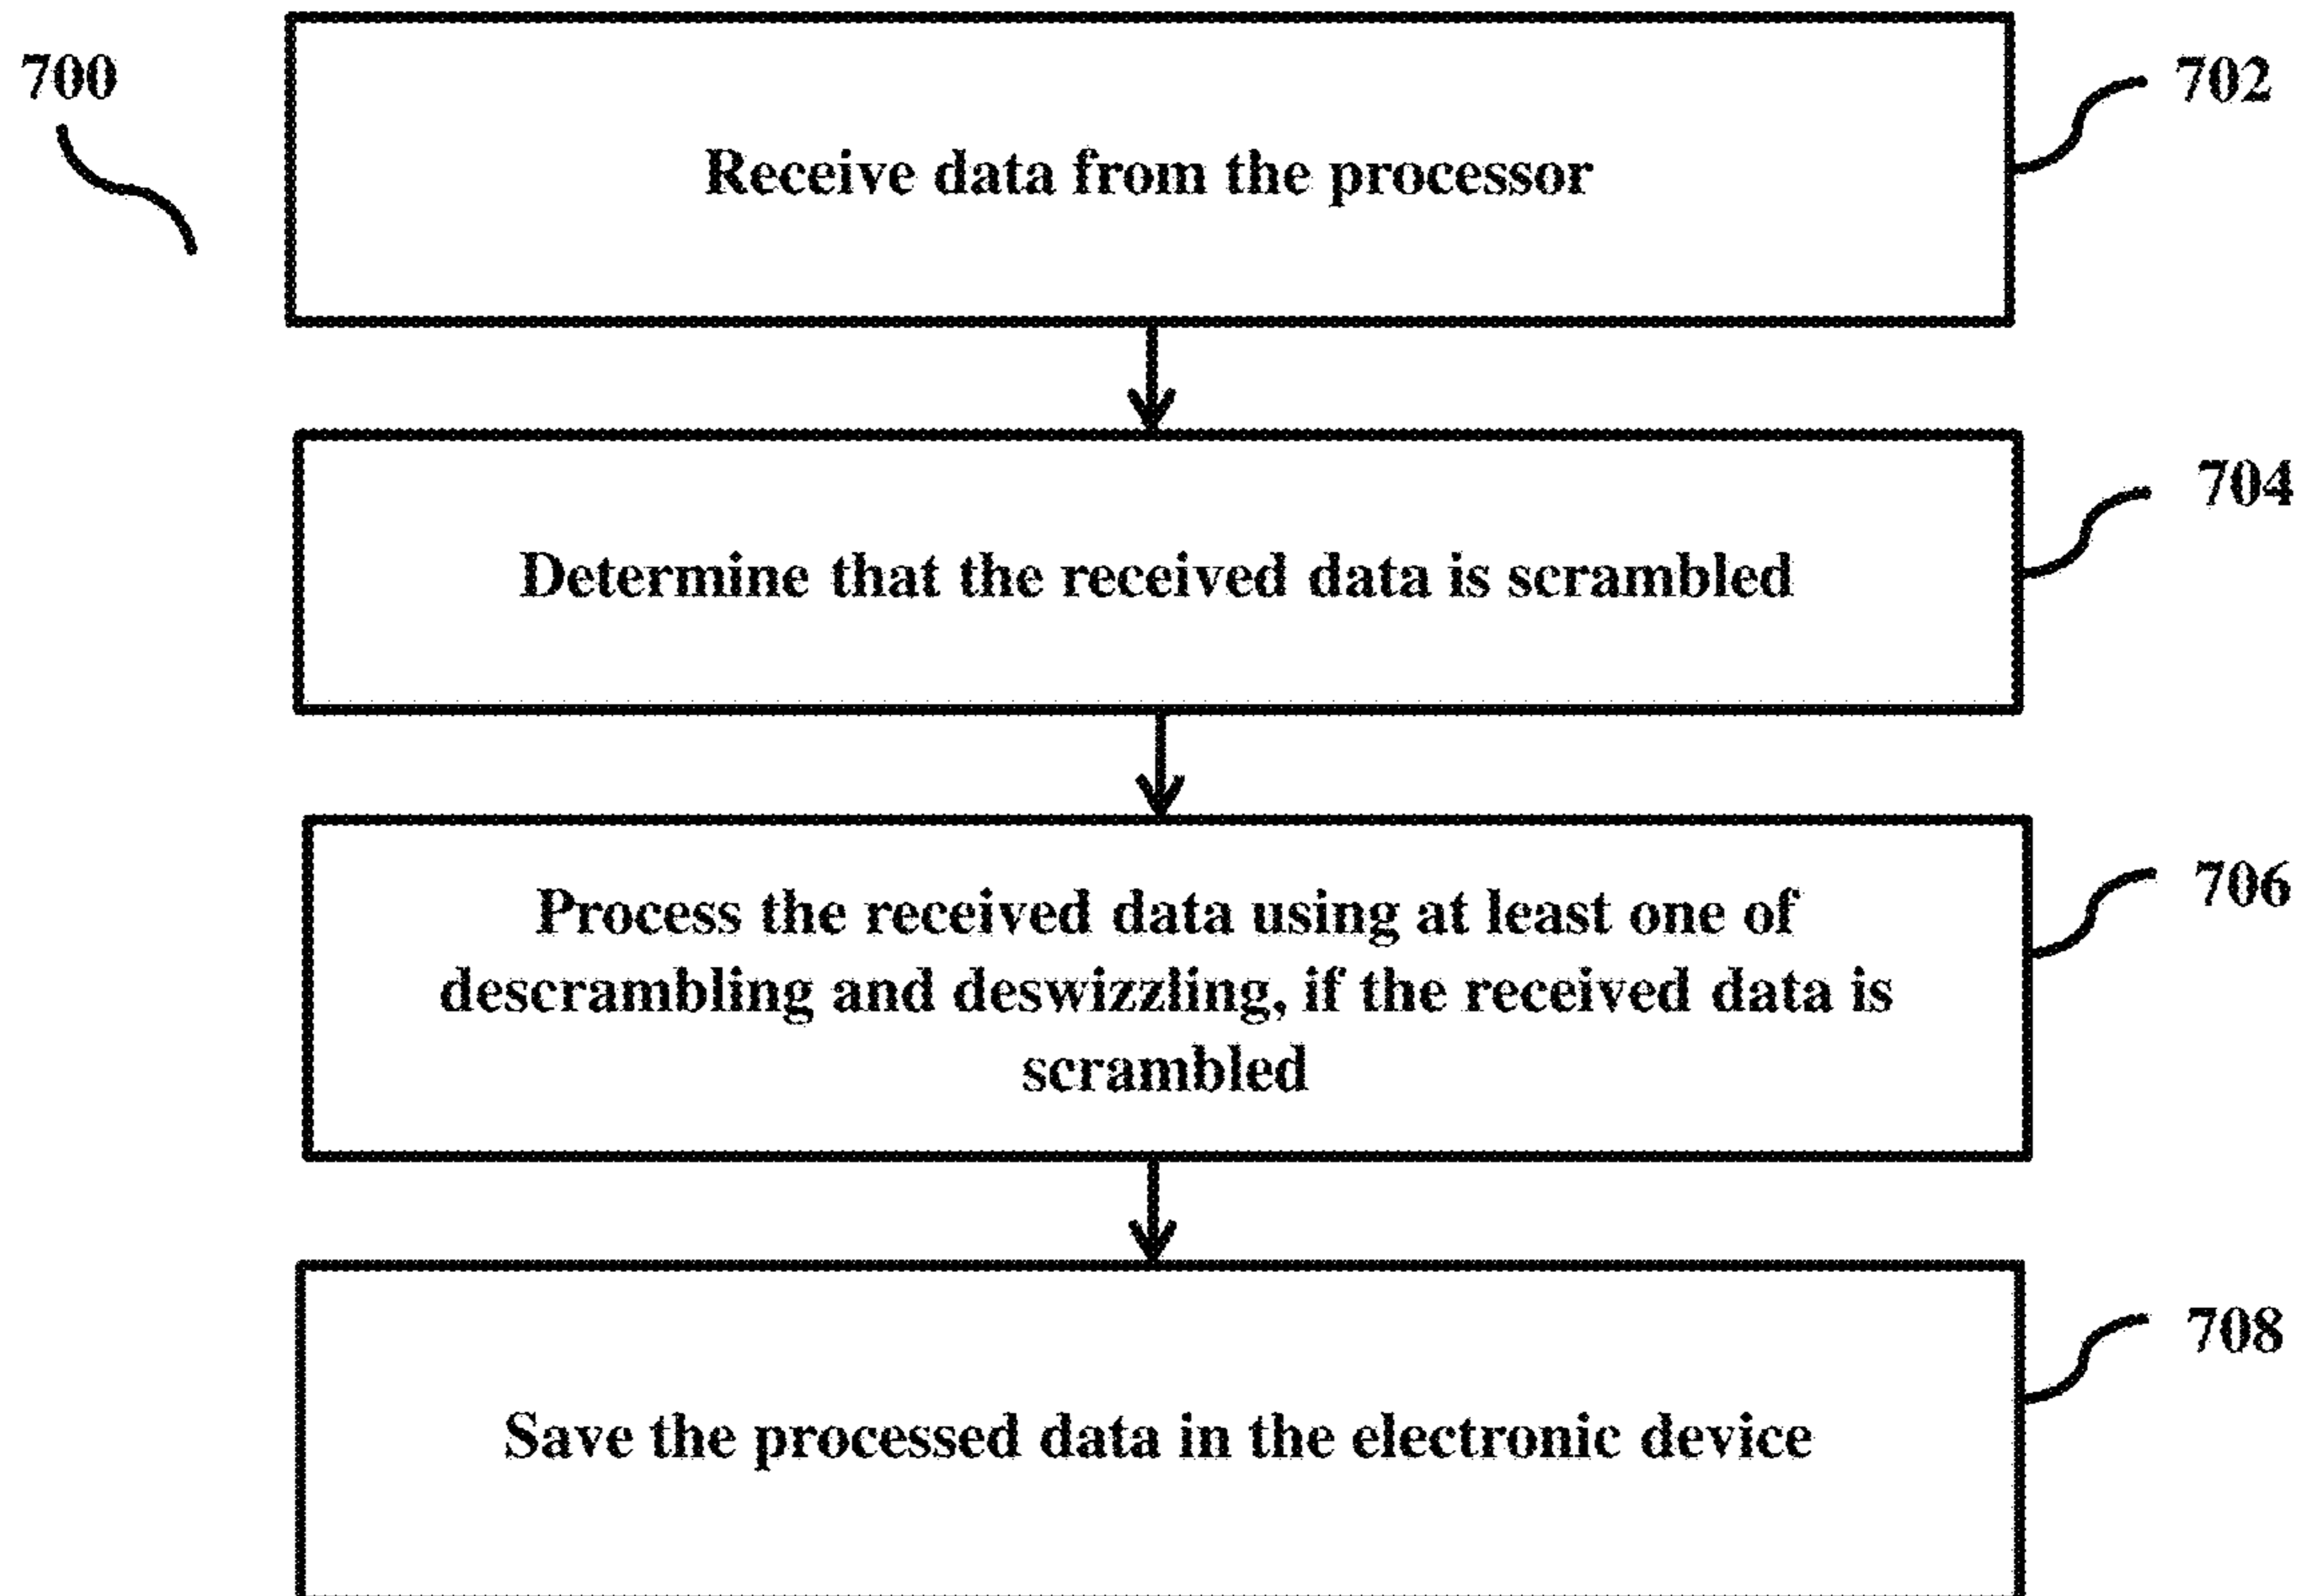 700
702
Receive data from the processor
704
Determine that the received data is scrambled
706
Process the received data using at least one of
descrambling and deswizzling, if the received data is
scrambled
708
Save the processed data in the electronic device